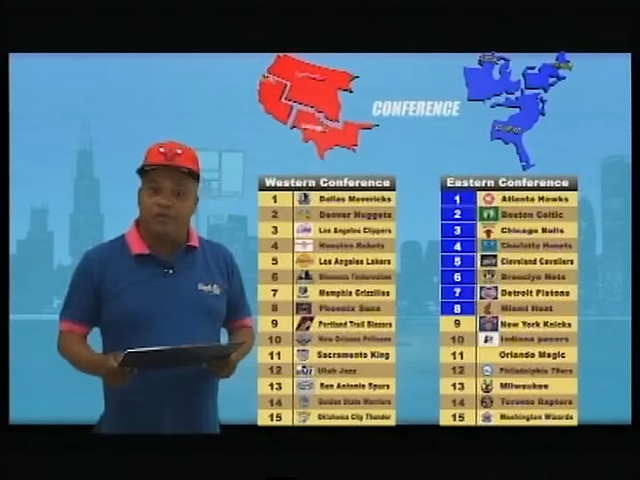 CONFERENCE
Western Conference
1 Dallas Mavericks
2 Denver Nuggets
3 Los Angeles Clippers
4 Houston Rokets
5 Los Angeles Lakers
6
7 Memphis Grizzlies
8 Phoenix Suns
9 Portland Trail Blazers
10 New Orleans Pelicans
11 Sacramento King
12 Utah Jazz
13 San Antonio Spurs
14 Golden State Warriors
15 Oklahoma City Thunder
Eastern Conference
1 Atlanta Hawks
2 Boston Celtic
3 Chicago Bulls
4 Charlotte Hornets
5 Cleveland Cavaliers
6 Brooklyn Nets
7 Detroit Pistons
8 Miami Heat
9 New York Knicks
10 Indiana pacers
11 Orlando Magic
12 Philadelphia 76ers
13 Milwaukee
14 Toronto Raptors
15 Washington Wizards